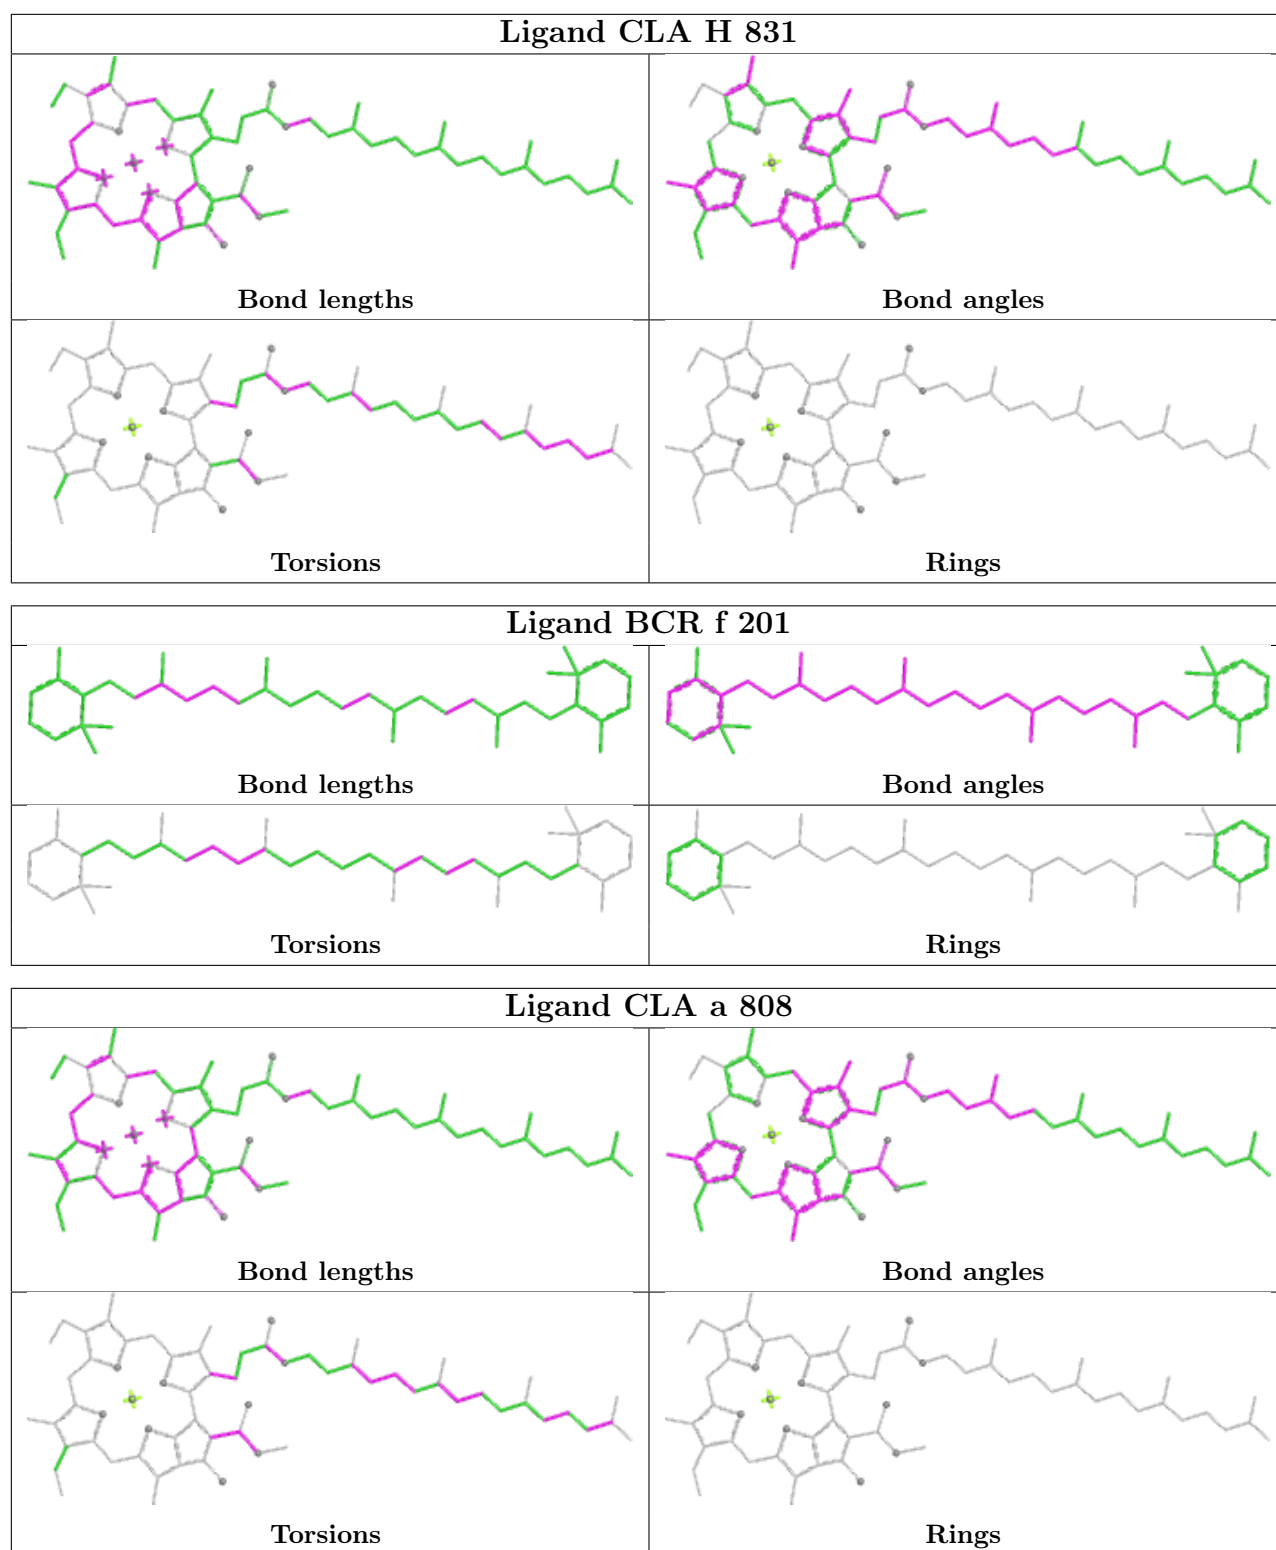 Ligand CLA H 831
Bond lengths
Bond angles
Torsions
Rings
Ligand BCR f 201
Bond lengths
Bond angles
Torsions
Rings
Ligand CLA a 808
Bond lengths
Bond angles
Torsions
Rings